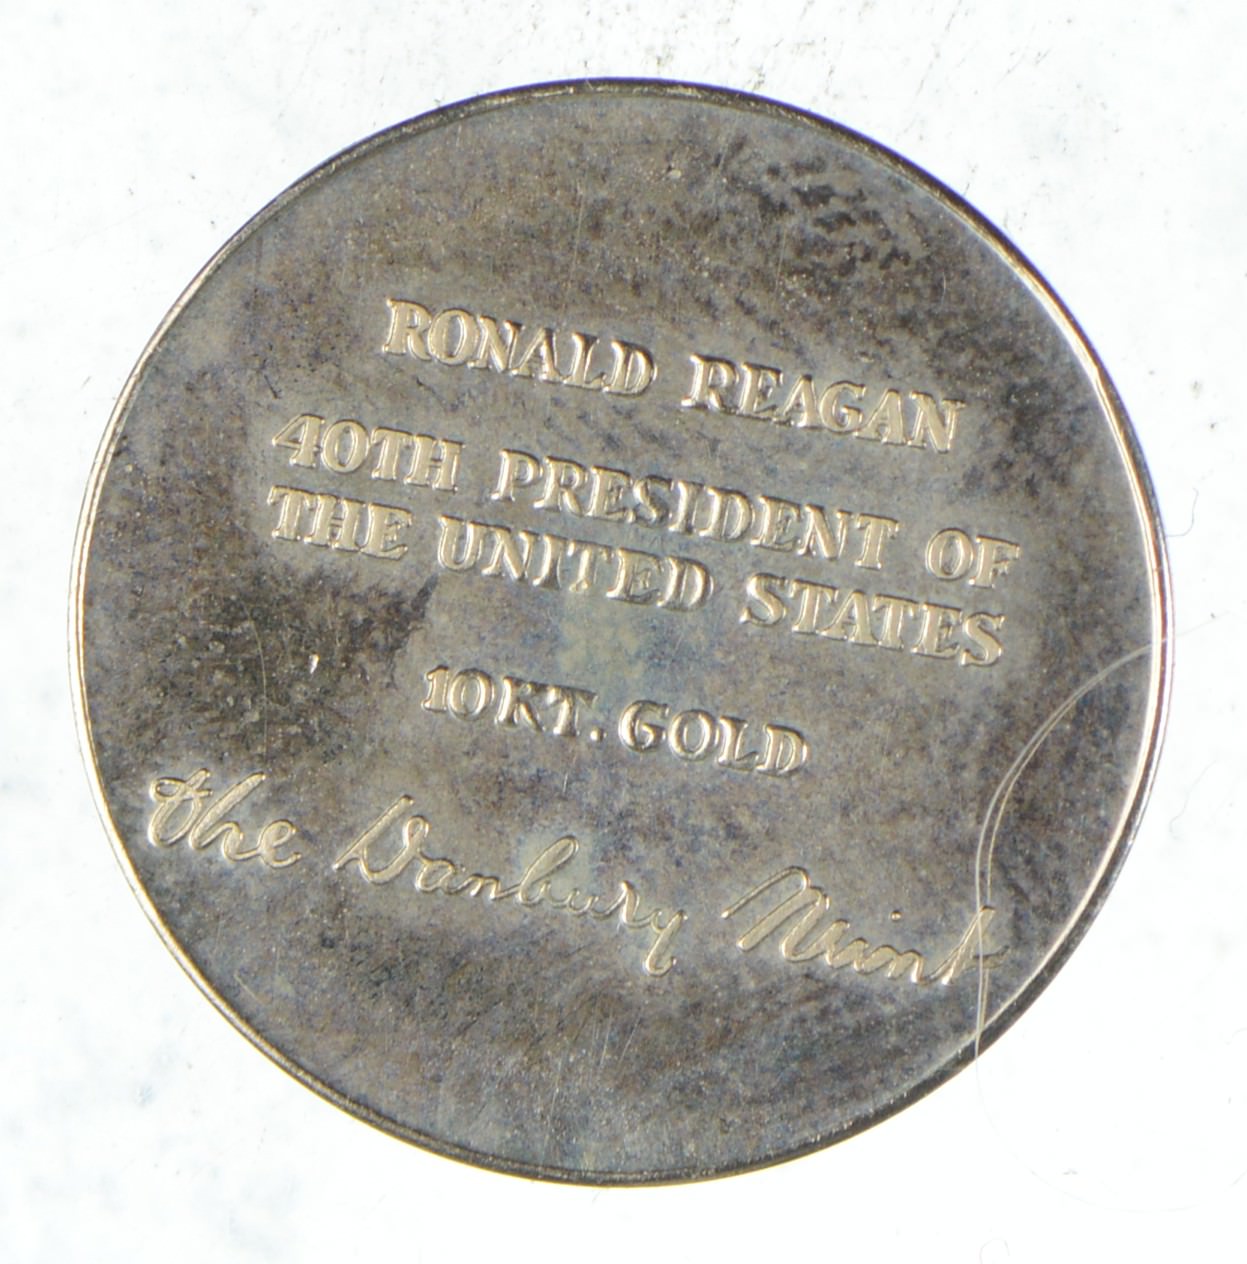 RONALD REAGAN
40TH PRESIDENT OF
THE UNITED STATES
10KT. GOLD
the Danbury Mint